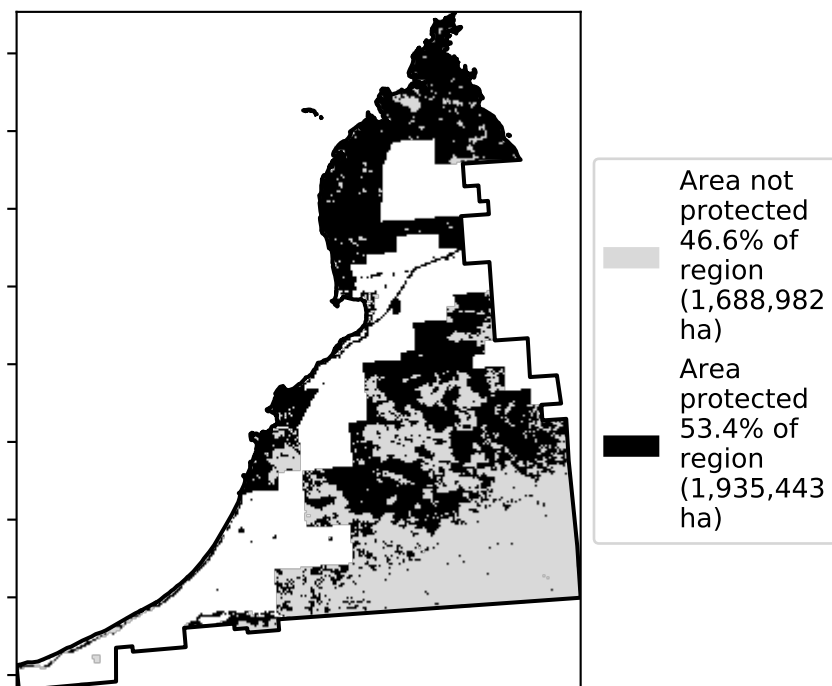 Area not
protected
46.6% of
region
(1,688,982
ha)
Area
protected
53.4% of
region
(1,935,443
ha)